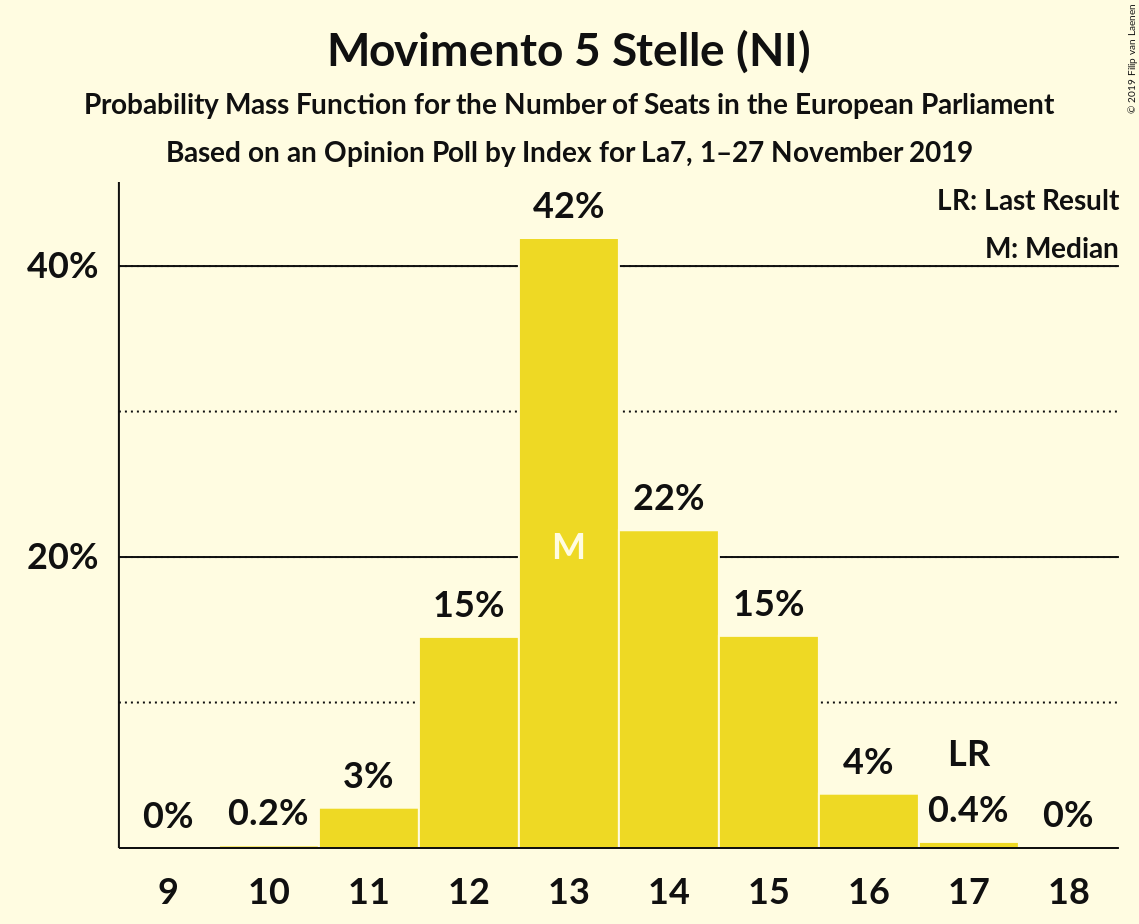 Movimento 5 Stelle (NI)
Probability Mass Function for the Number of Seats in the European Parliament
Based on an Opinion Poll by Index for La7, 1–27 November 2019
© 2019 Filip van Laenen
LR: Last Result
M: Median
40%
20%
0%
0.2%
3%
15%
42%
M
22%
15%
4%
LR
0.4%
0%
9 10 11 12 13 14 15 16 17 18